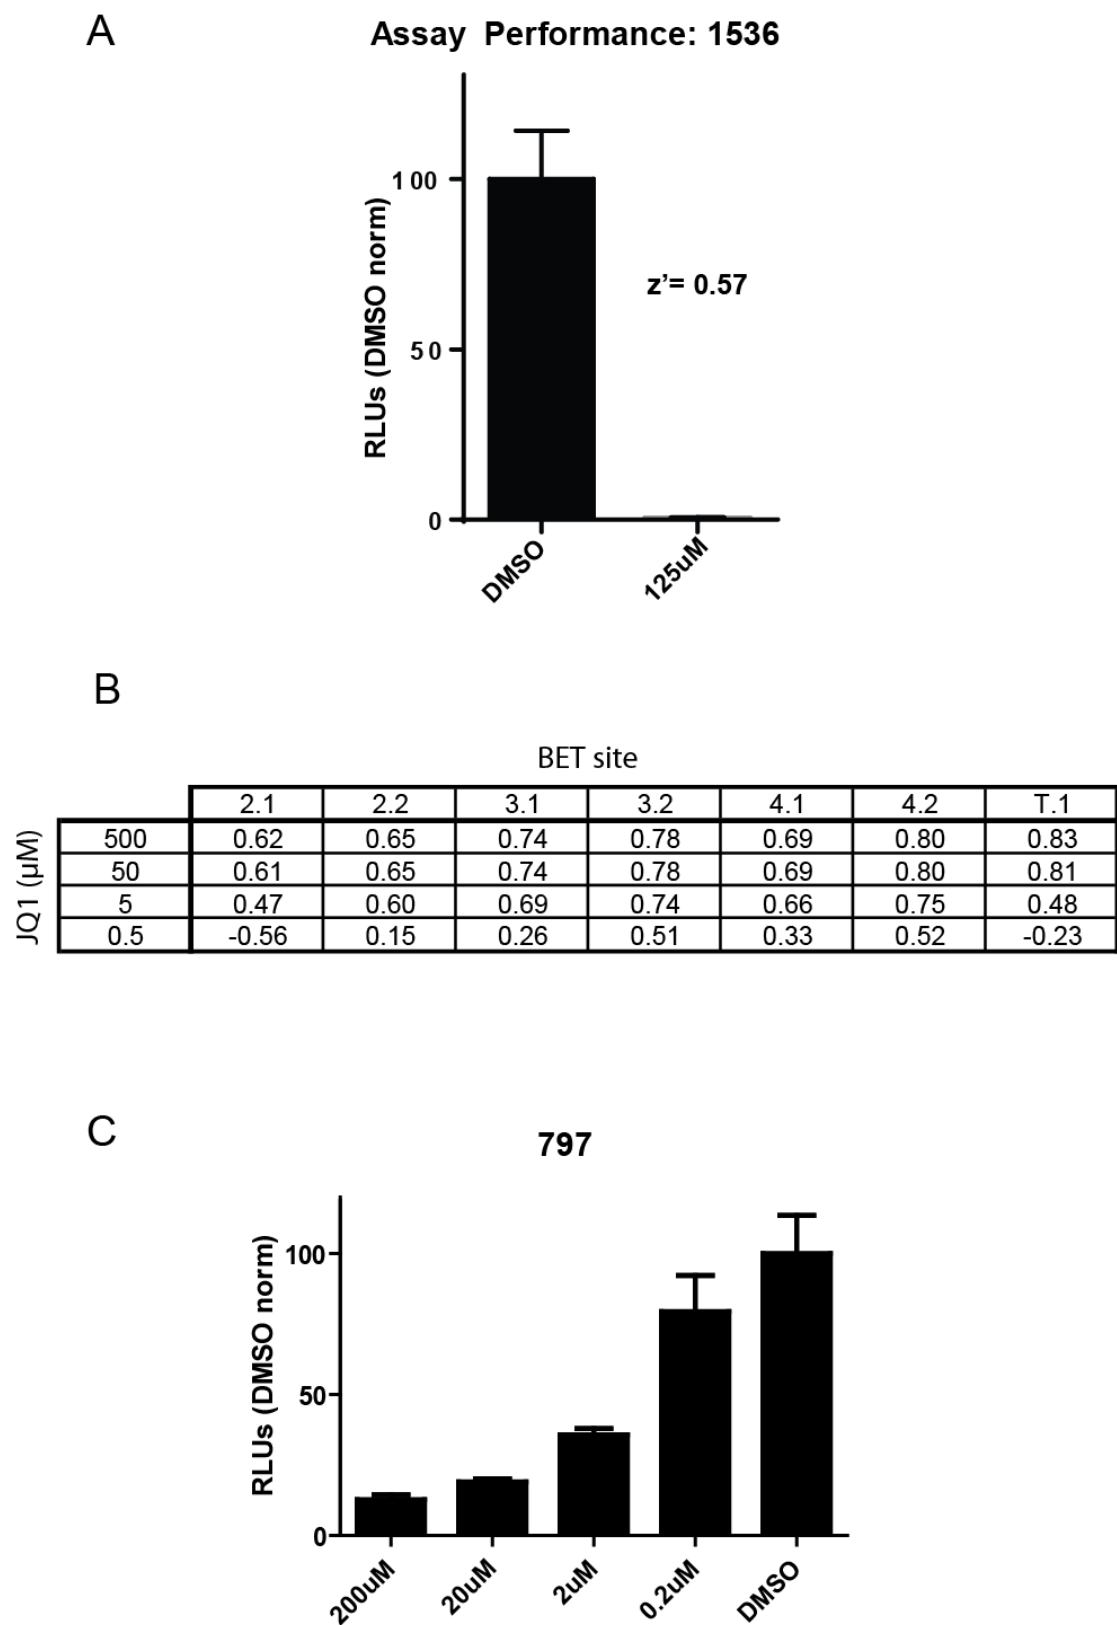 A
Assay Performance: 1536
RLUs (DMSO norm)
100
50
0
z'= 0.57
DMSO
125uM
B
BET site
JQ1 (µM)
2.1 2.2 3.1 3.2 4.1 4.2 T.1
500 0.62 0.65 0.74 0.78 0.69 0.80 0.83
50 0.61 0.65 0.74 0.78 0.69 0.80 0.81
5 0.47 0.60 0.69 0.74 0.66 0.75 0.48
0.5 -0.56 0.15 0.26 0.51 0.33 0.52 -0.23
C
797
RLUs (DMSO norm)
100
50
0
200uM
20uM
2uM
0.2uM
DMSO